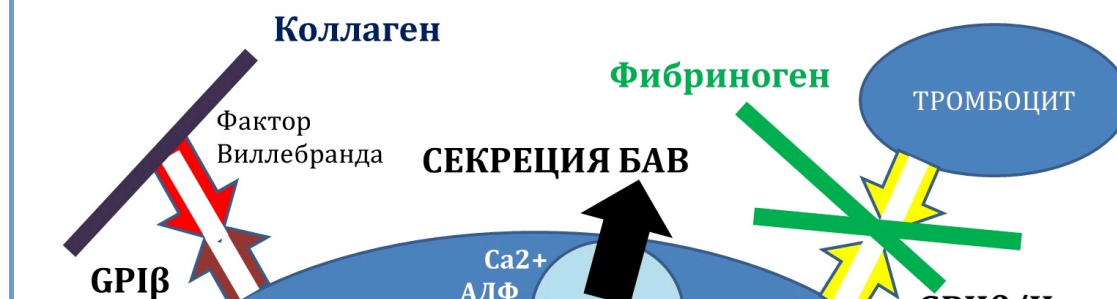 Коллаген
Фибриноген
ТРОМБОЦИТ
Фактор
Виллебранда
СЕКРЕЦИЯ БАВ
Ca2+
GPIβ
АДФ